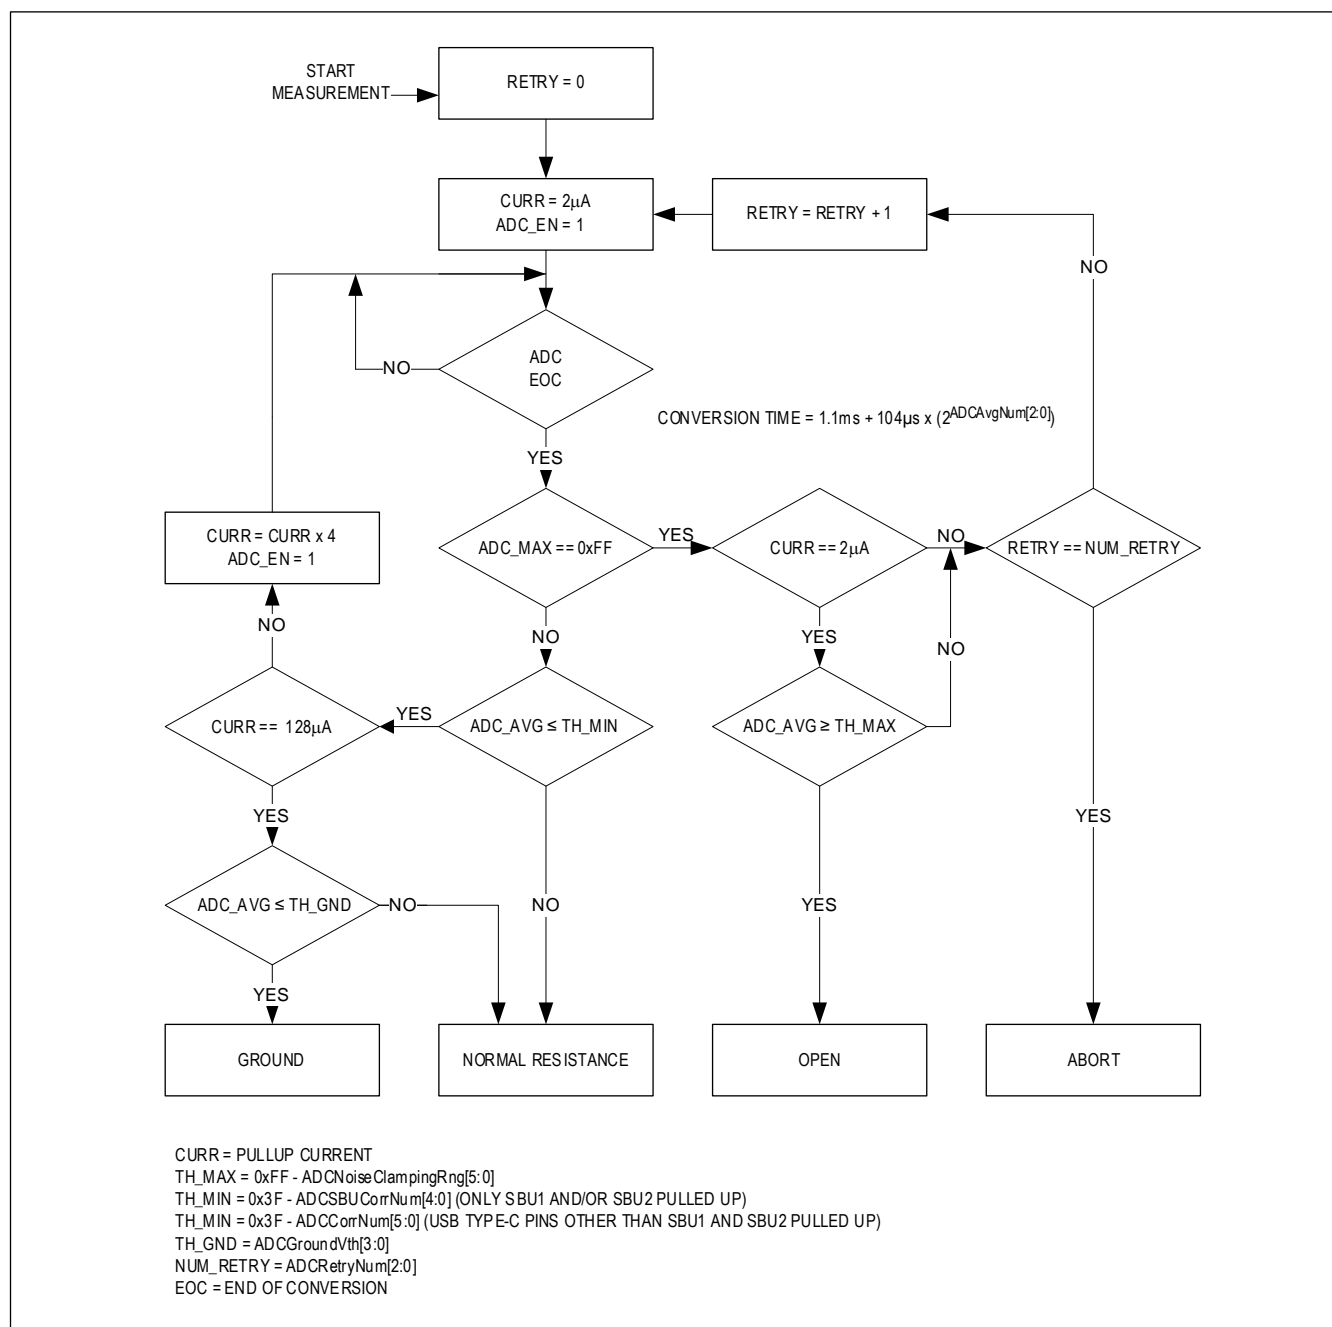 START
MEASUREMENT
RETRY = 0
CURR = 2μA
ADC_EN = 1
RETRY = RETRY + 1
NO
ADC
EOC
NO
CONVERSION TIME = 1.1ms + 104μs x (2^ADCAvgNum[2:0])
YES
CURR = CURR x 4
ADC_EN = 1
ADC_MAX == 0xFF
YES
CURR == 2μA
NO
RETRY == NUM_RETRY
NO
NO
YES
NO
CURR == 128μA
YES
ADC_AVG ≤ TH_MIN
ADC_AVG ≥ TH_MAX
YES
YES
ADC_AVG ≤ TH_GND
NO
NO
YES
YES
GROUND
NORMAL RESISTANCE
OPEN
ABORT
CURR = PULLUP CURRENT
TH_MAX = 0xFF - ADCNoiseClampingRng[5:0]
TH_MIN = 0x3F - ADCSBUCorrNum[4:0] (ONLY SBU1 AND/OR SBU2 PULLED UP)
TH_MIN = 0x3F - ADCCorrNum[5:0] (USB TYPE-C PINS OTHER THAN SBU1 AND SBU2 PULLED UP)
TH_GND = ADCGroundVth[3:0]
NUM_RETRY = ADCRetryNum[2:0]
EOC = END OF CONVERSION